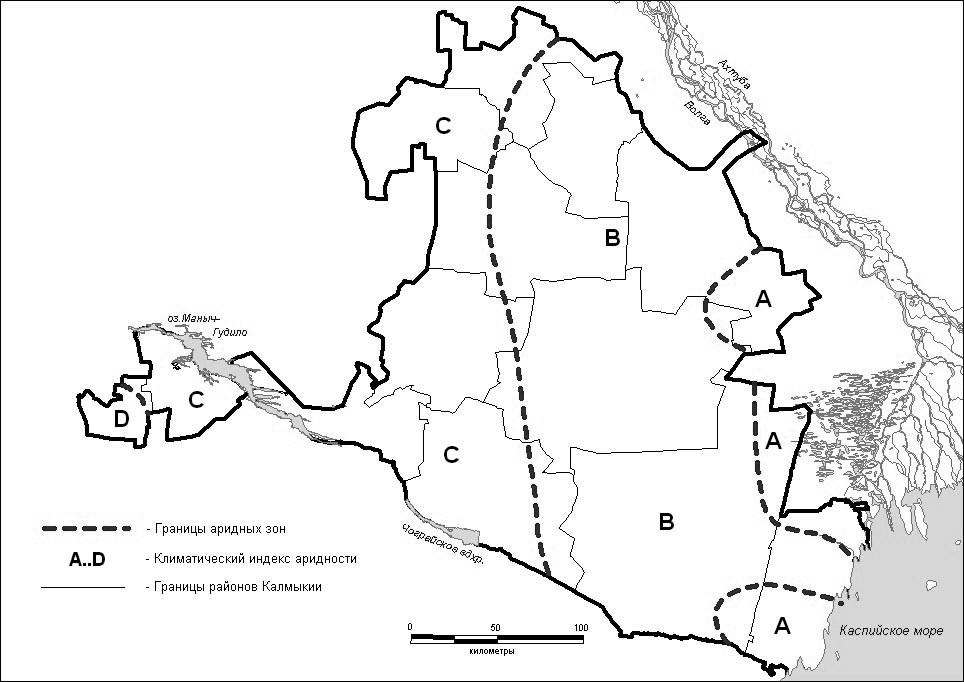 Ахтуба
Волга
C
B
A
оз.Маныч-
Гудило
D
C
A
C
B
Чограйское вдхр.
A
Каспийское море
- Границы аридных зон
A..D - Климатический индекс аридности
- Границы районов Калмыкии
0 50 100
километры